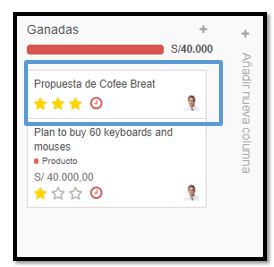 Ganadas +
S/40.000
Propuesta de Cofee Breat
Plan to buy 60 keyboards and
mouses
Producto
S/ 40.000,00
+ Añadir nueva columna